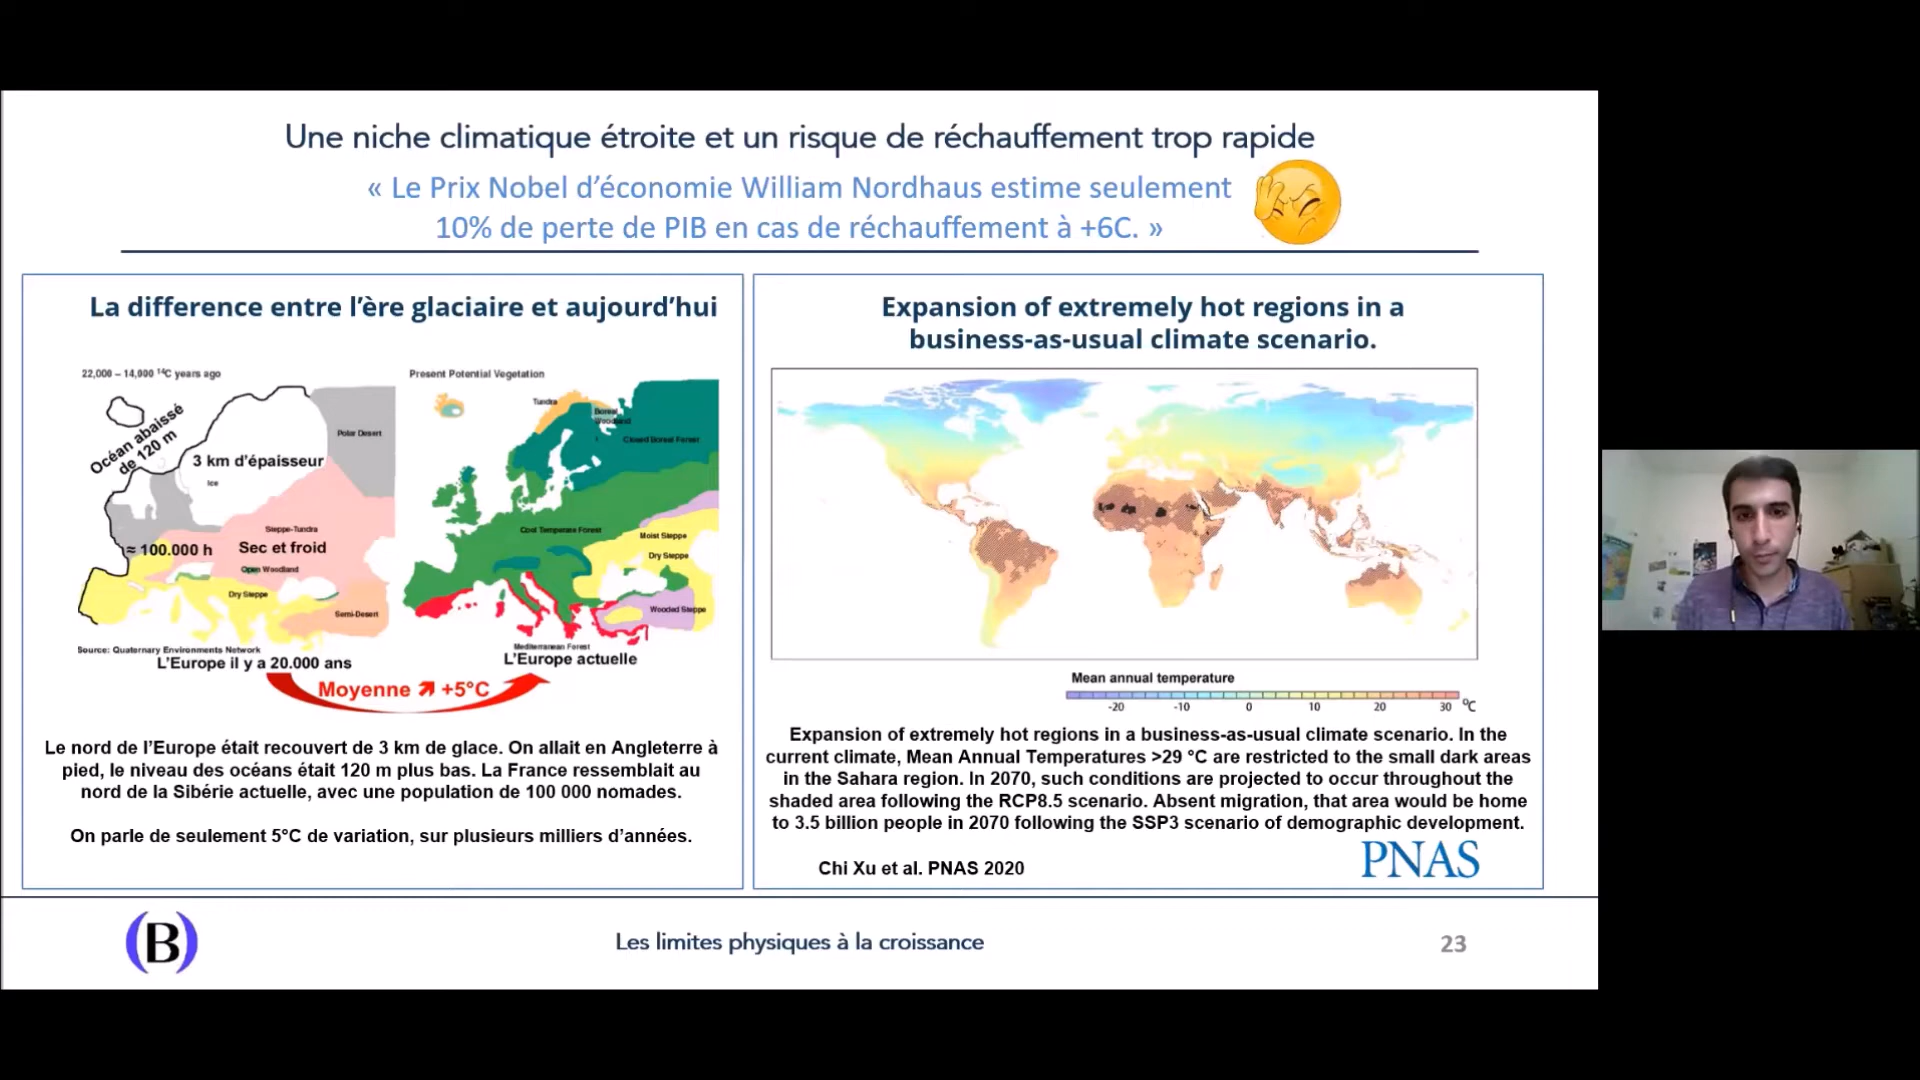 Une niche climatique étroite et un risque de réchauffement trop rapide
« Le Prix Nobel d’économie William Nordhaus estime seulement
10% de perte de PIB en cas de réchauffement à +6C. »
La difference entre l’ère glaciaire et aujourd’hui
22,000 – 14,000 ¹⁴C years ago
Present Potential Vegetation
Océan abaissé
de 120 m
Polar Desert
3 km d’épaisseur
Ice
Steppe-Tundra
≈ 100.000 h
Sec et froid
Open Woodland
Dry Steppe
Semi-Desert
Source: Quaternary Environments Network
L’Europe il y a 20.000 ans
Tundra
Boreal
Woodland
Closed Boreal Forest
Cool Temperate Forest
Moist Steppe
Dry Steppe
Wooded Steppe
Mediterranean Forest
L’Europe actuelle
Moyenne ↗ +5°C
Le nord de l’Europe était recouvert de 3 km de glace. On allait en Angleterre à
pied, le niveau des océans était 120 m plus bas. La France ressemblait au
nord de la Sibérie actuelle, avec une population de 100 000 nomades.
On parle de seulement 5°C de variation, sur plusieurs milliers d’années.
Expansion of extremely hot regions in a
business-as-usual climate scenario.
Mean annual temperature
-20 -10 0 10 20 30 °C
Expansion of extremely hot regions in a business-as-usual climate scenario. In the
current climate, Mean Annual Temperatures >29 °C are restricted to the small dark areas
in the Sahara region. In 2070, such conditions are projected to occur throughout the
shaded area following the RCP8.5 scenario. Absent migration, that area would be home
to 3.5 billion people in 2070 following the SSP3 scenario of demographic development.
Chi Xu et al. PNAS 2020
PNAS
(B)
Les limites physiques à la croissance
23